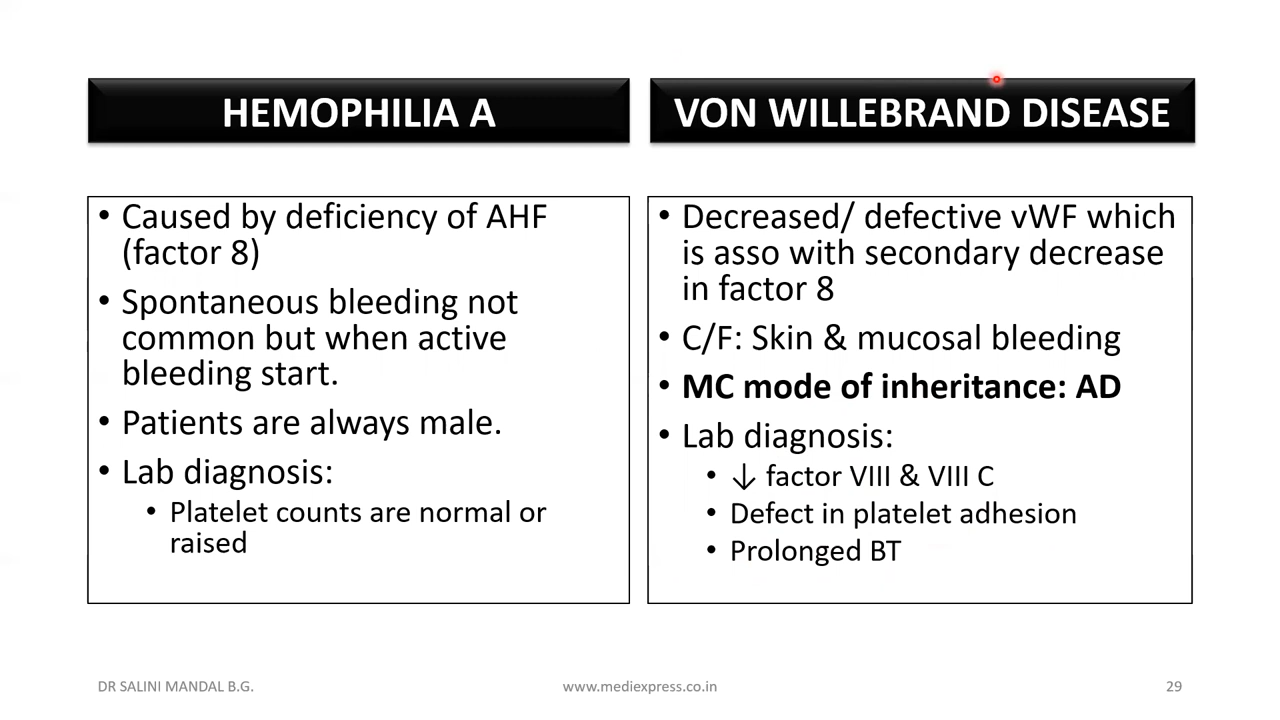 HEMOPHILIA A
• Caused by deficiency of AHF
(factor 8)
• Spontaneous bleeding not
common but when active
bleeding start.
• Patients are always male.
• Lab diagnosis:
• Platelet counts are normal or
raised
VON WILLEBRAND DISEASE
• Decreased/ defective vWF which
is asso with secondary decrease
in factor 8
• C/F: Skin & mucosal bleeding
• MC mode of inheritance: AD
• Lab diagnosis:
• ↓ factor VIII & VIII C
• Defect in platelet adhesion
• Prolonged BT
DR SALINI MANDAL B.G.
www.mediexpress.co.in
29